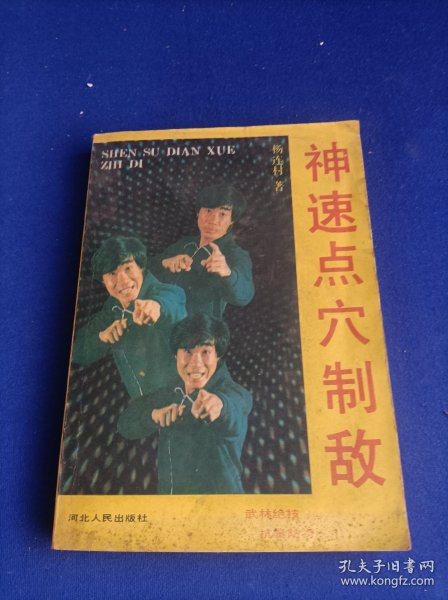 SHEN SU DIAN XUE
ZHI DI
杨连村 著
神速点穴制敌
河北人民出版社
武林绝技
孔夫子旧书网
www.kongfz.com